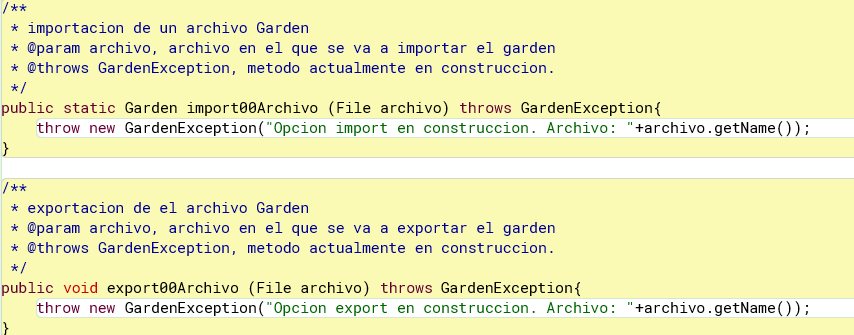 /**
 * importacion de un archivo Garden
 * @param archivo, archivo en el que se va a importar el garden
 * @throws GardenException, metodo actualmente en construccion.
 */
public static Garden import00Archivo (File archivo) throws GardenException{
    throw new GardenException("Opcion import en construccion. Archivo: "+archivo.getName());
}
/**
 * exportacion de el archivo Garden
 * @param archivo, archivo en el que se va a exportar el garden
 * @throws GardenException, metodo actualmente en construccion.
 */
public void export00Archivo (File archivo) throws GardenException{
    throw new GardenException("Opcion export en construccion. Archivo: "+archivo.getName());
}